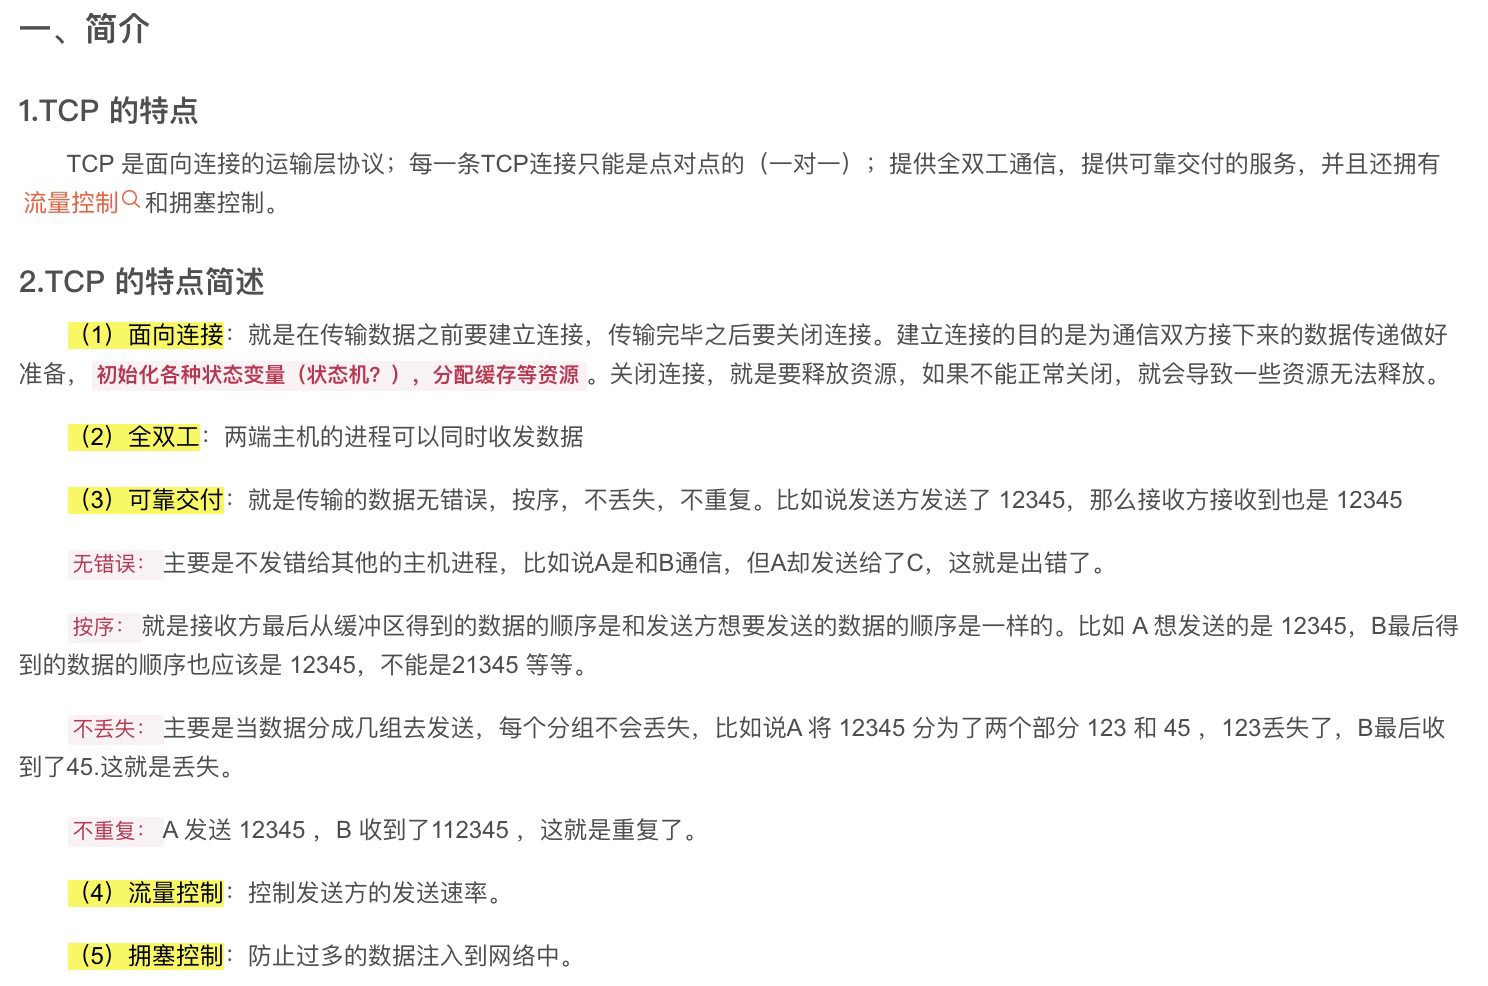 一、简介
1.TCP 的特点
TCP 是面向连接的运输层协议；每一条TCP连接只能是点对点的（一对一）；提供全双工通信，提供可靠交付的服务，并且还拥有
流量控制和拥塞控制。
2.TCP 的特点简述
（1）面向连接：就是在传输数据之前要建立连接，传输完毕之后要关闭连接。建立连接的目的是为通信双方接下来的数据传递做好
准备，初始化各种状态变量（状态机？），分配缓存等资源。关闭连接，就是要释放资源，如果不能正常关闭，就会导致一些资源无法释放。
（2）全双工：两端主机的进程可以同时收发数据
（3）可靠交付：就是传输的数据无错误，按序，不丢失，不重复。比如说发送方发送了 12345，那么接收方接收到也是 12345
无错误：主要是不发错给其他的主机进程，比如说A是和B通信，但A却发送给了C，这就是出错了。
按序：就是接收方最后从缓冲区得到的数据的顺序是和发送方想要发送的数据的顺序是一样的。比如 A 想发送的是 12345，B最后得
到的数据的顺序也应该是 12345，不能是21345 等等。
不丢失：主要是当数据分成几组去发送，每个分组不会丢失，比如说A 将 12345 分为了两个部分 123 和 45 ，123丢失了，B最后收
到了45.这就是丢失。
不重复：A 发送 12345 ，B 收到了112345 ，这就是重复了。
（4）流量控制：控制发送方的发送速率。
（5）拥塞控制：防止过多的数据注入到网络中。